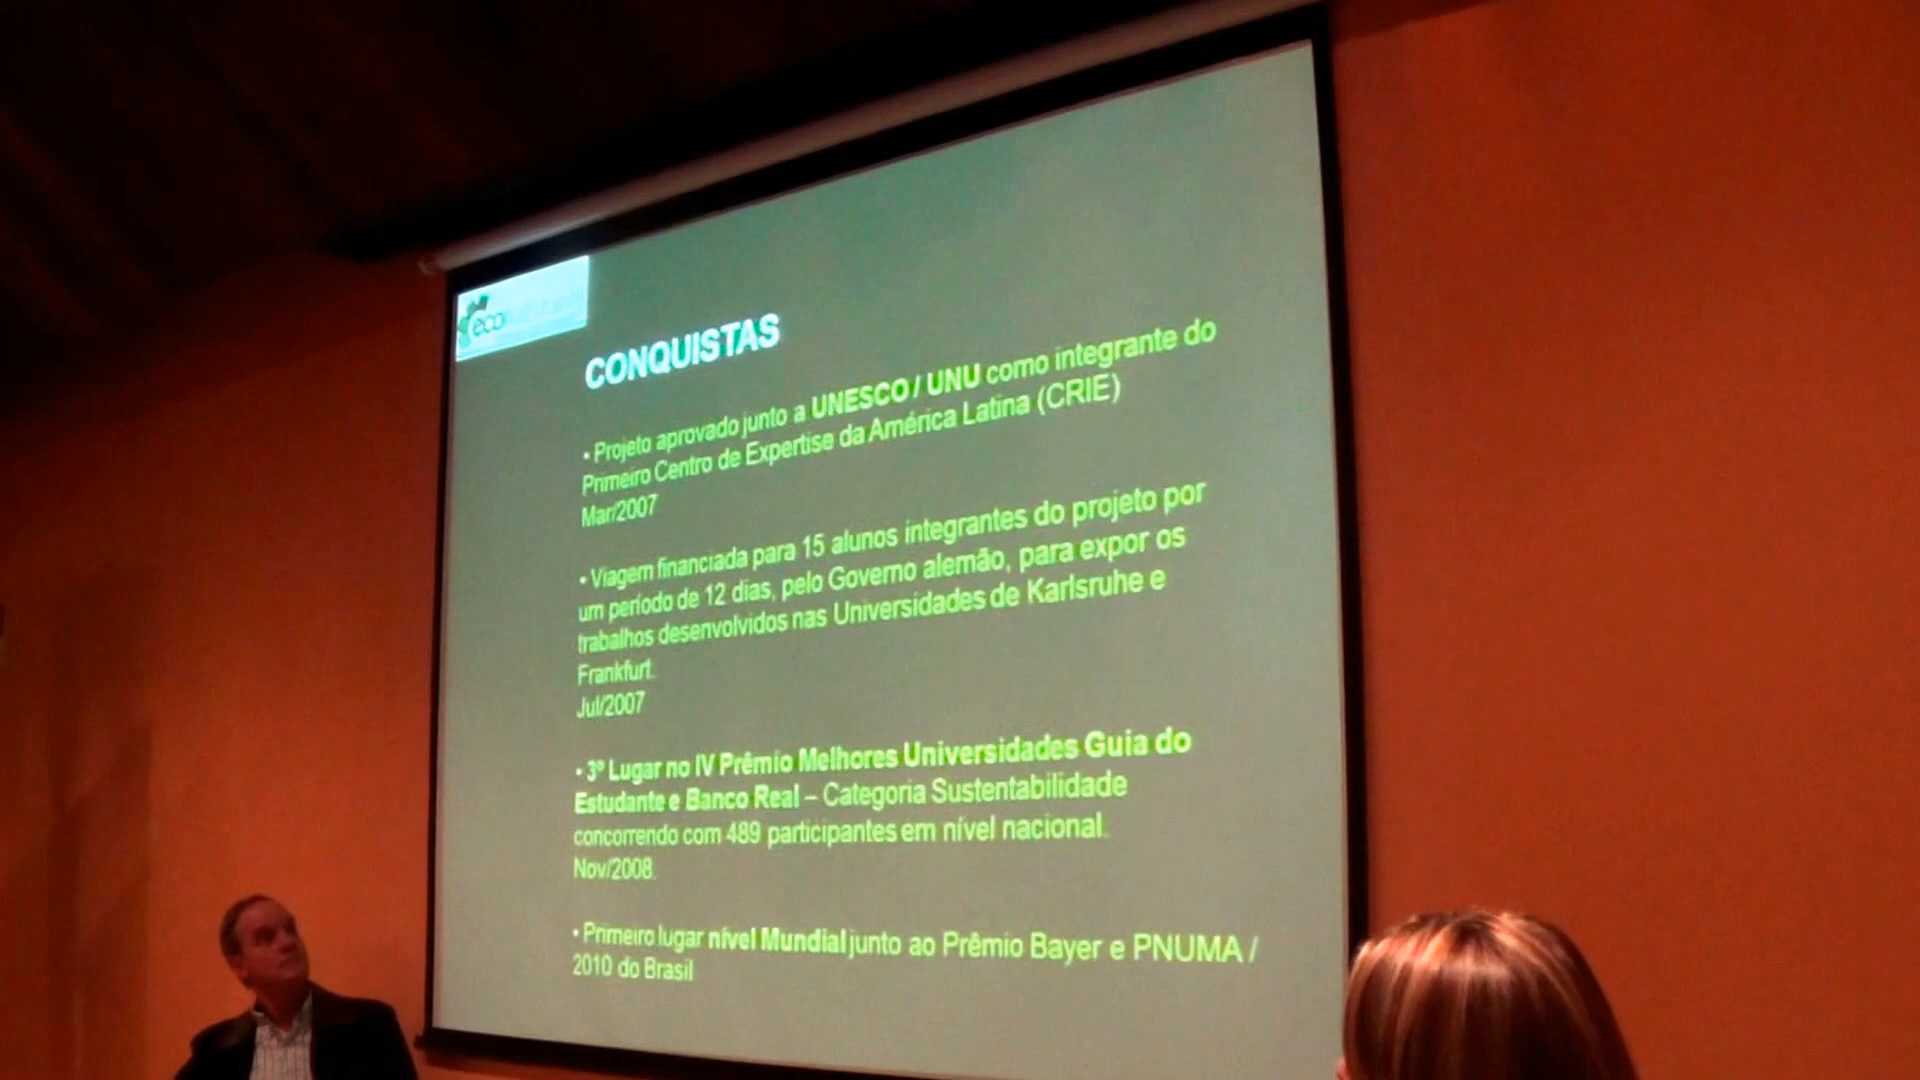 eco
CONQUISTAS
• Projeto aprovado junto a UNESCO / UNU como integrante do
Primeiro Centro de Expertise da América Latina (CRIE)
Mar/2007
• Viagem financiada para 15 alunos integrantes do projeto por
um período de 12 dias, pelo Governo alemão, para expor os
trabalhos desenvolvidos nas Universidades de Karlsruhe e
Frankfurt.
Jul/2007
• 3º Lugar no IV Prêmio Melhores Universidades Guia do
Estudante e Banco Real – Categoria Sustentabilidade
concorrendo com 489 participantes em nível nacional.
Nov/2008.
• Primeiro lugar nível Mundial junto ao Prêmio Bayer e PNUMA /
2010 do Brasil